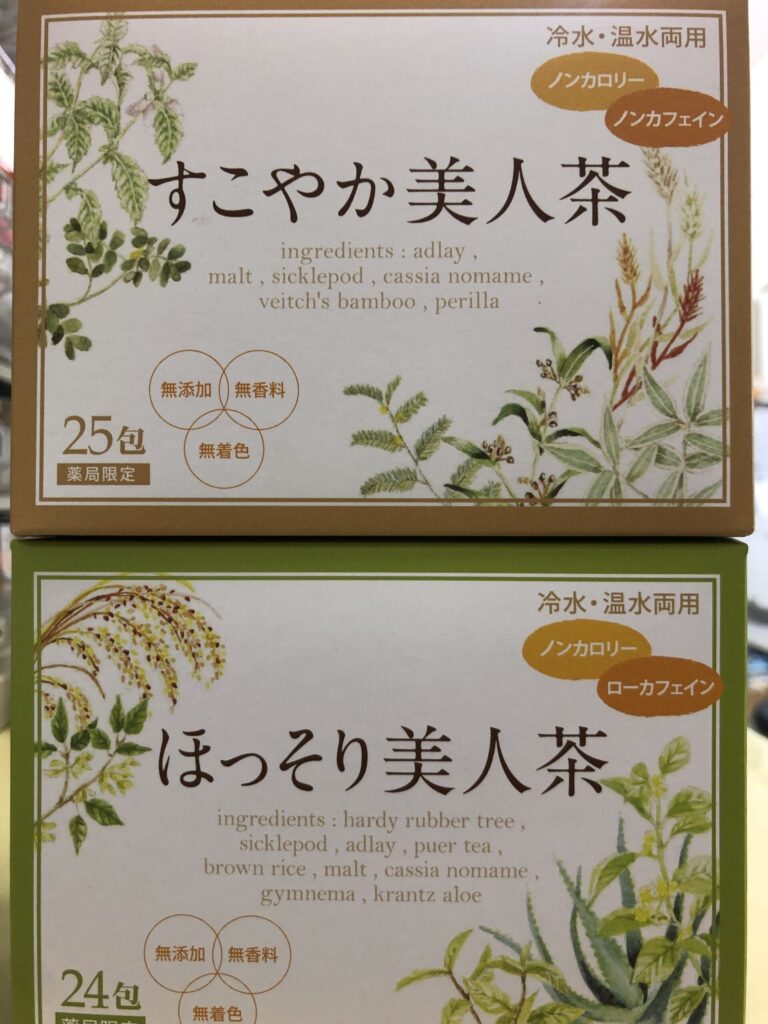 冷水・温水両用
ノンカロリー
ノンカフェイン
すこやか美人茶
ingredients : adlay ,
malt , sicklepod , cassia nomame ,
veitch's bamboo , perilla
無添加 無香料
無着色
25包
薬局限定
冷水・温水両用
ノンカロリー
ローカフェイン
ほっそり美人茶
ingredients : hardy rubber tree ,
sicklepod , adlay , puer tea ,
brown rice , malt , cassia nomame ,
gymnema , krantz aloe
無添加 無香料
無着色
24包
薬局限定